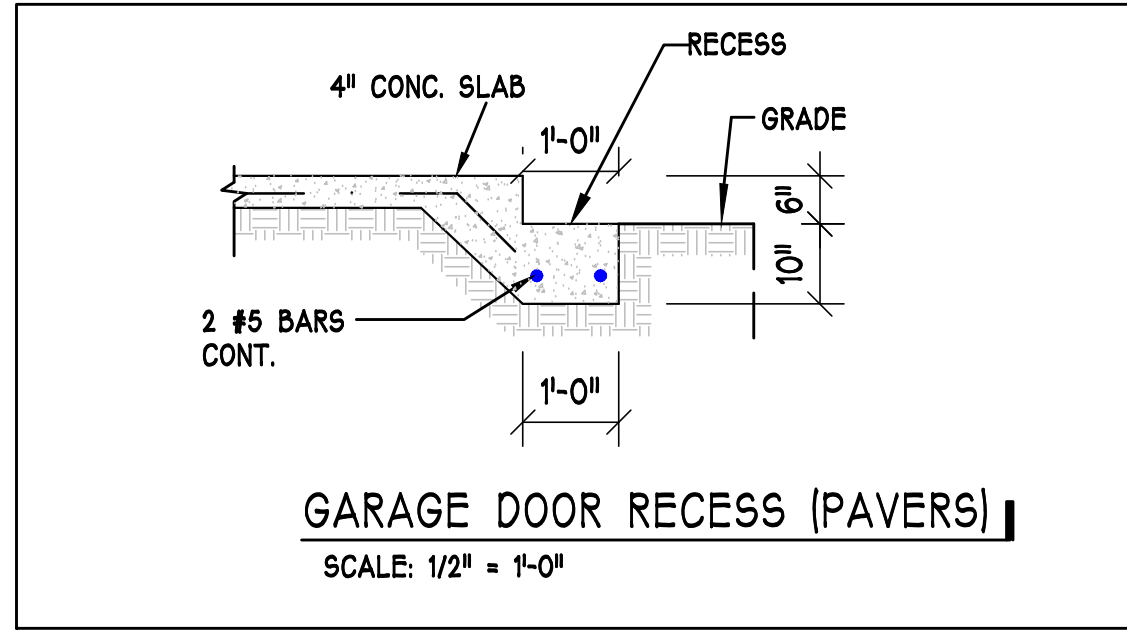 RECESS
4" CONC. SLAB
GRADE
1'-0"
6"
10"
2 #5 BARS
CONT.
1'-0"
GARAGE DOOR RECESS (PAVERS)
SCALE: 1/2" = 1'-0"